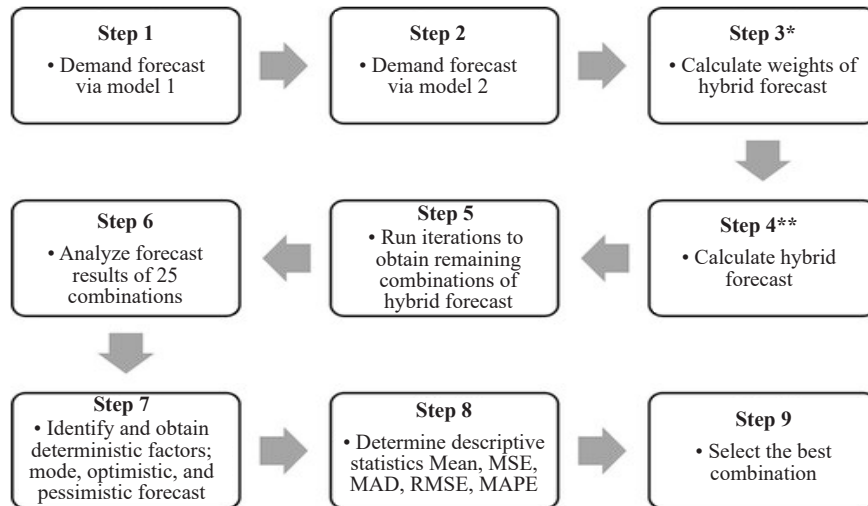 Step 1
• Demand forecast
via model 1
Step 2
• Demand forecast
via model 2
Step 3*
• Calculate weights of
hybrid forecast
Step 4**
• Calculate hybrid
forecast
Step 5
• Run iterations to
obtain remaining
combinations of
hybrid forecast
Step 6
• Analyze forecast
results of 25
combinations
Step 7
• Identify and obtain
deterministic factors;
mode, optimistic, and
pessimistic forecast
Step 8
• Determine descriptive
statistics Mean, MSE,
MAD, RMSE, MAPE
Step 9
• Select the best
combination